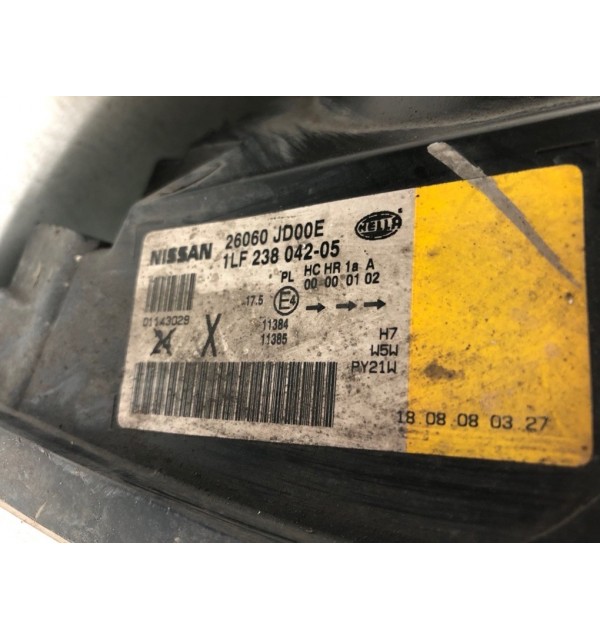 NISSAN 26060 JD00E
1LF 238 042-05
HELLA
PL HC HR 1a A
00 00 01 02
17.5 E4 → → →
01143029
24 X
11384
11385
H7
W5W
PY21W
18 08 08 03 27